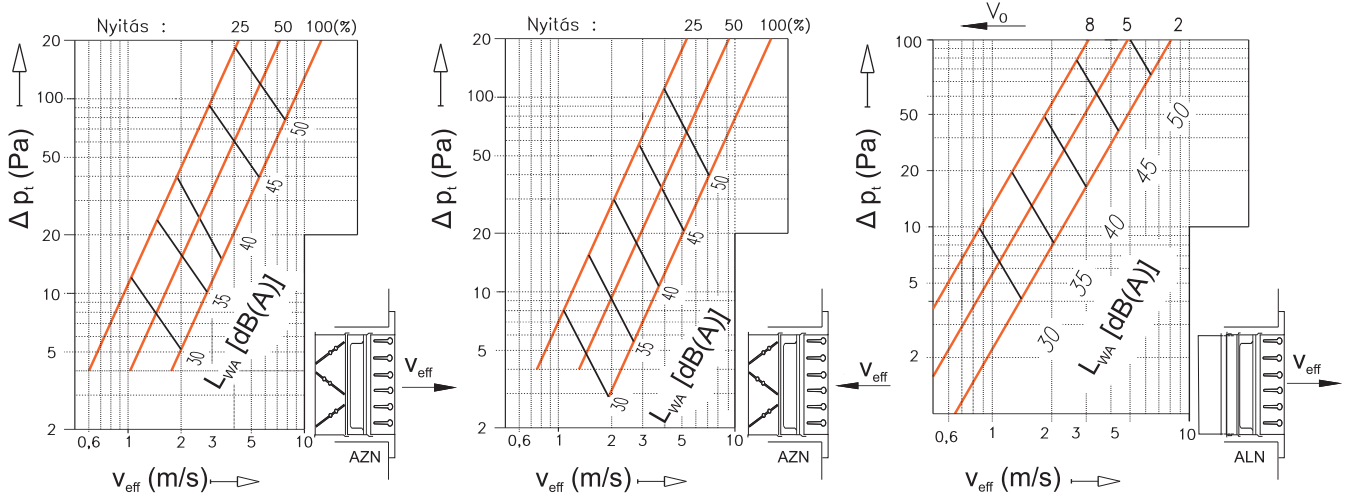 Nyitás : 25 50 100(%)
20
100
50
20
10
5
2
Δ pt (Pa)
50
45
40
35
30
LWA [dB(A)]
0,6 1 2 3 5 10
veff (m/s)
veff
AZN
Nyitás : 25 50 100(%)
20
100
50
20
10
5
2
Δ pt (Pa)
50
45
40
35
30
LWA [dB(A)]
0,6 1 2 3 5 10
veff (m/s)
veff
AZN
V0
8 5 2
100
50
20
10
5
2
Δ pt (Pa)
50
45
40
35
30
LWA [dB(A)]
0,6 1 2 3 5 10
veff (m/s)
veff
ALN